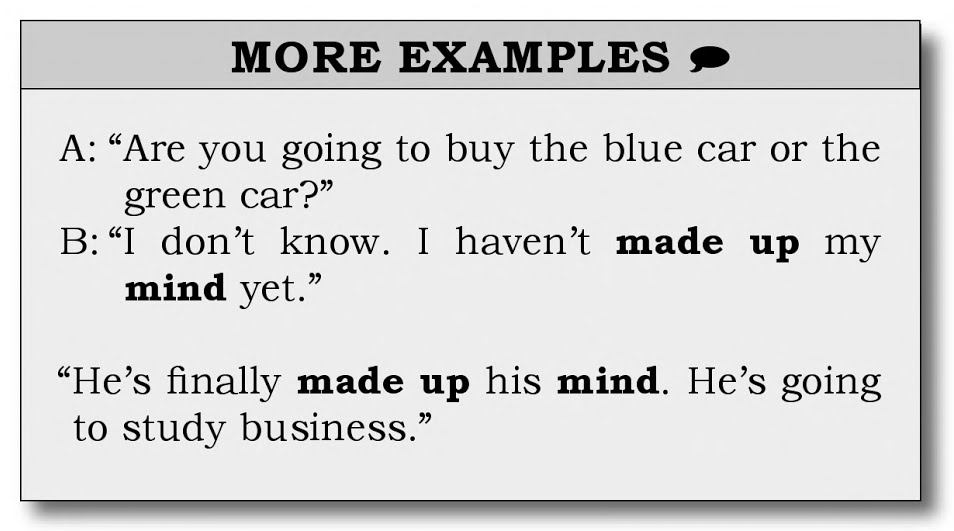 MORE EXAMPLES
A: “Are you going to buy the blue car or the
green car?”
B: “I don’t know. I haven’t made up my
mind yet.”
“He’s finally made up his mind. He’s going
to study business.”